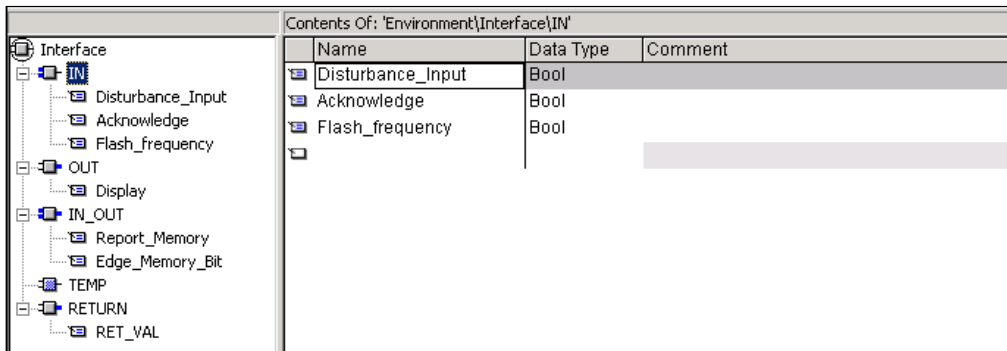 Contents Of: 'Environment\Interface\IN'
Interface
IN
Disturbance_Input
Acknowledge
Flash_frequency
OUT
Display
IN_OUT
Report_Memory
Edge_Memory_Bit
TEMP
RETURN
RET_VAL
Name Data Type Comment
Disturbance_Input Bool
Acknowledge Bool
Flash_frequency Bool